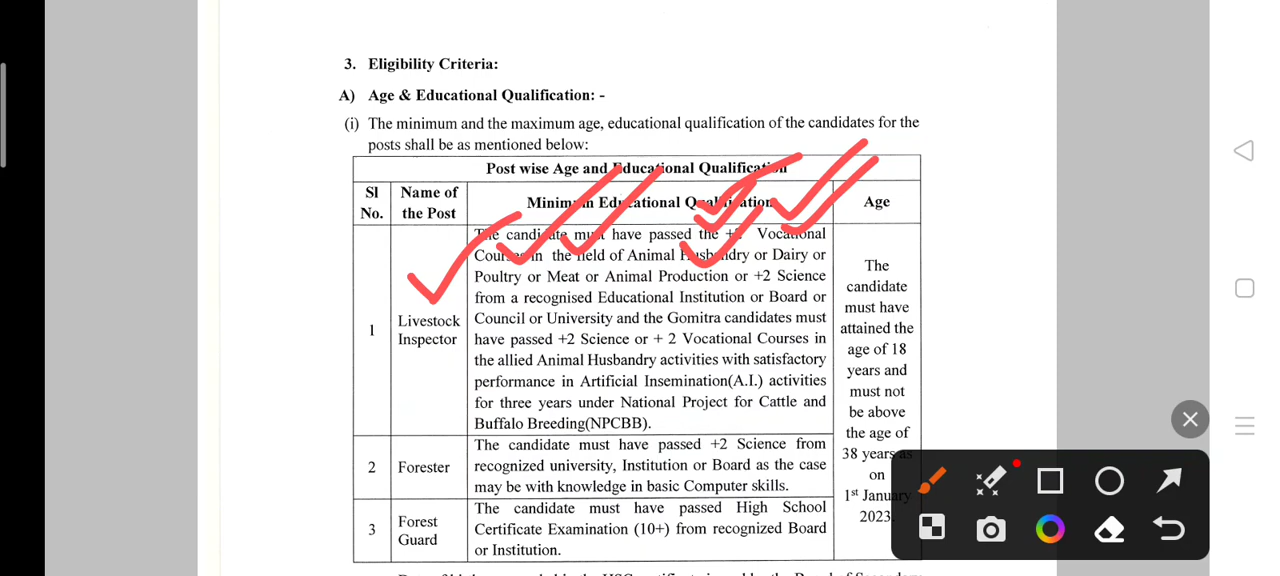 3. Eligibility Criteria:
A) Age & Educational Qualification: -
(i) The minimum and the maximum age, educational qualification of the candidates for the
posts shall be as mentioned below:
Post wise Age and Educational Qualification
Sl No.
Name of the Post
Minimum Educational Qualification
Age
1
Livestock
Inspector
The candidate must have passed the +2 Vocational
Course in the field of Animal Husbandry or Dairy or
Poultry or Meat or Animal Production or +2 Science
from a recognised Educational Institution or Board or
Council or University and the Gomitra candidates must
have passed +2 Science or + 2 Vocational Courses in
the allied Animal Husbandry activities with satisfactory
performance in Artificial Insemination(A.I.) activities
for three years under National Project for Cattle and
Buffalo Breeding(NPCBB).
The
candidate
must have
attained the
age of 18
years and
must not
be above
the age of
38 years as
on
1st January
2023
2
Forester
The candidate must have passed +2 Science from
recognized university, Institution or Board as the case
may be with knowledge in basic Computer skills.
3
Forest
Guard
The candidate must have passed High School
Certificate Examination (10+) from recognized Board
or Institution.